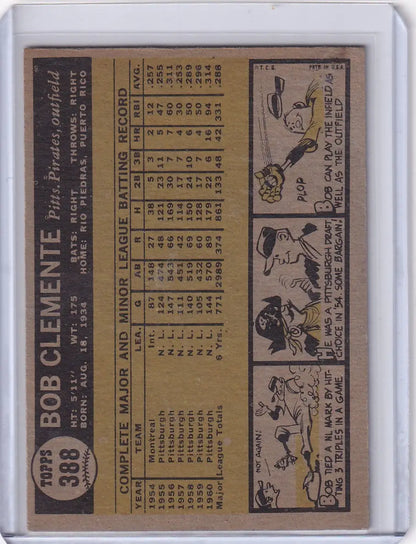 TOPPS
388
BOB CLEMENTE
Pitts. Pirates, outfield
HT: 5'11" WT: 175 BATS: RIGHT THROWS: RIGHT
BORN: AUG. 18, 1934 HOME: RIO PIEDRAS, PUERTO RICO
COMPLETE MAJOR AND MINOR LEAGUE BATTING RECORD
YEAR TEAM LEA. G AB R H 2B 3B HR RBI AVG.
1954 Montreal Int. 87 148 27 38 5 3 2 12 .257
1955 Pittsburgh N. L. 124 474 48 121 23 11 5 47 .255
1956 Pittsburgh N. L. 147 543 66 169 30 7 7 60 .311
1957 Pittsburgh N. L. 111 451 42 114 17 7 4 30 .253
1958 Pittsburgh N. L. 140 519 69 150 24 10 6 50 .289
1959 Pittsburgh N. L. 105 432 60 128 17 7 4 50 .296
1960 Pittsburgh N. L. 144 570 89 179 22 6 16 94 .314
Major League Totals 6 Yrs. 771 2989 374 861 133 48 42 331 .288
NOT AGAIN!
BOB TIED A NL MARK BY HIT-
TING 3 TRIPLES IN A GAME
HE WAS A PITTSBURGH DRAFT
CHOICE IN '54. SOME BARGAIN!
© T.C.G. PRTD. IN U.S.A.
PLOP
BOB CAN PLAY THE INFIELD AS
WELL AS THE OUTFIELD